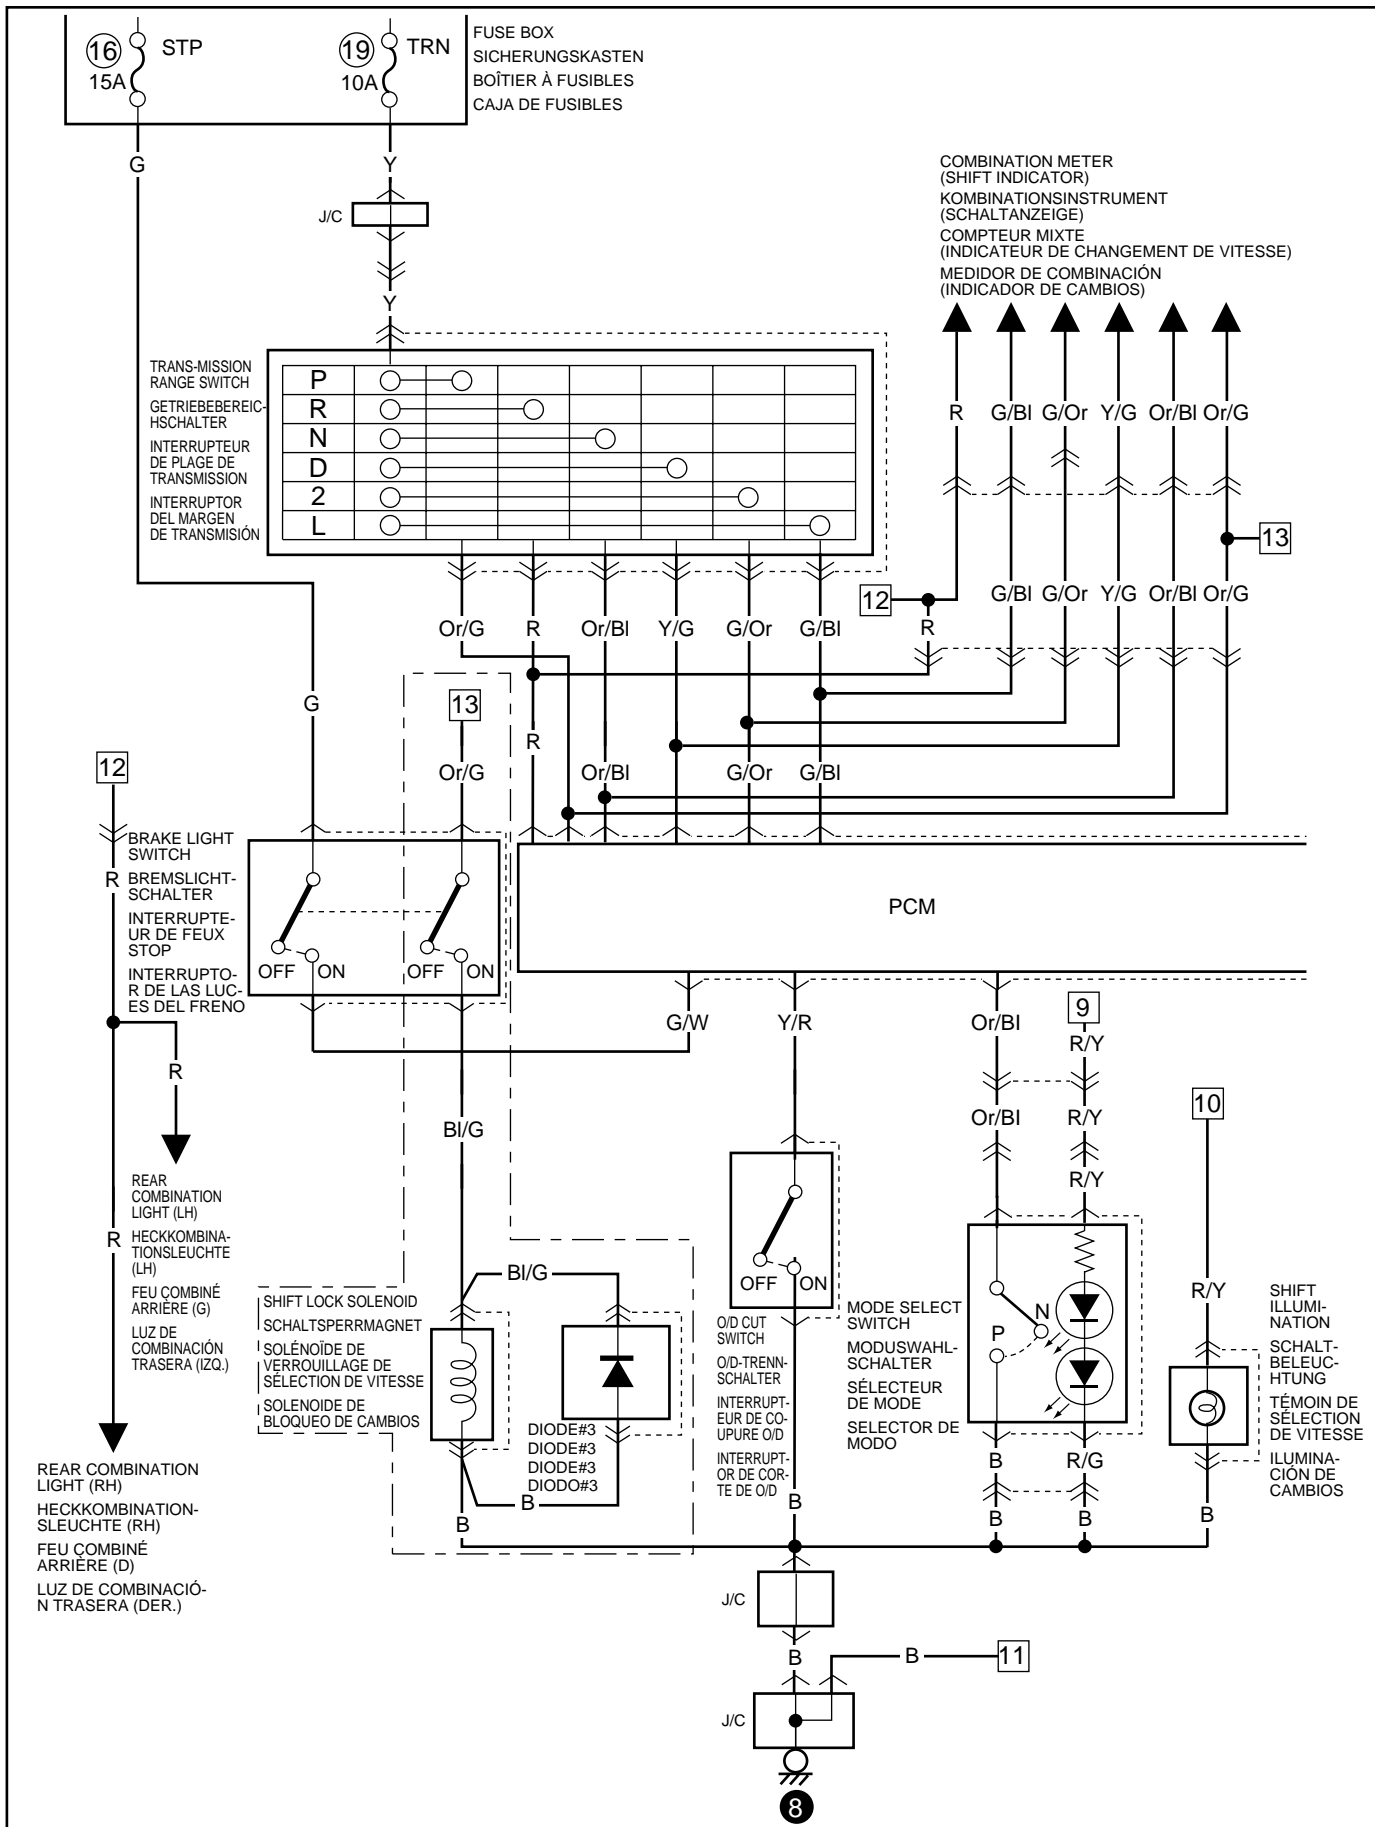 16 STP
15A
19 TRN
10A
FUSE BOX
SICHERUNGSKASTEN
BOÎTIER À FUSIBLES
CAJA DE FUSIBLES
G
Y
J/C
Y
COMBINATION METER
(SHIFT INDICATOR)
KOMBINATIONSINSTRUMENT
(SCHALTANZEIGE)
COMPTEUR MIXTE
(INDICATEUR DE CHANGEMENT DE VITESSE)
MEDIDOR DE COMBINACIÓN
(INDICADOR DE CAMBIOS)
TRANS-MISSION
RANGE SWITCH
GETRIEBEBEREIC-
HSCHALTER
INTERRUPTEUR
DE PLAGE DE
TRANSMISSION
INTERRUPTOR
DEL MARGEN
DE TRANSMISIÓN
P
R
N
D
2
L
R G/Bl G/Or Y/G Or/Bl Or/G
13
12
G/Bl G/Or Y/G Or/Bl Or/G
R
Or/G R Or/Bl Y/G G/Or G/Bl
G
13
R
Or/G Or/Bl G/Or G/Bl
12
R
BRAKE LIGHT
SWITCH
BREMSLICHT-
SCHALTER
INTERRUPTE-
UR DE FEUX
STOP
INTERRUPTO-
R DE LAS LUC-
ES DEL FRENO
OFF ON
OFF ON
PCM
G/W Y/R Or/Bl
9
R/Y
R
Or/Bl R/Y
10
Bl/G
R/Y
REAR
COMBINATION
LIGHT (LH)
HECKKOMBINA-
TIONSLEUCHTE
(LH)
FEU COMBINÉ
ARRIÈRE (G)
LUZ DE
COMBINACIÓN
TRASERA (IZQ.)
R
Bl/G
SHIFT LOCK SOLENOID
SCHALTSPERRMAGNET
SOLÉNOÏDE DE
VERROUILLAGE DE
SÉLECTION DE VITESSE
SOLENOIDE DE
BLOQUEO DE CAMBIOS
DIODE#3
DIODE#3
DIODE#3
DIODO#3
B
B
OFF ON
O/D CUT
SWITCH
O/D-TRENN-
SCHALTER
INTERRUPT-
EUR DE CO-
UPURE O/D
INTERRUPT-
OR DE COR-
TE DE O/D
B
MODE SELECT
SWITCH
MODUSWAHL-
SCHALTER
SÉLECTEUR
DE MODE
SELECTOR DE
MODO
P N
B R/G
B B
R/Y
SHIFT
ILLUMI-
NATION
SCHALT-
BELEUC-
HTUNG
TÉMOIN DE
SÉLECTION
DE VITESSE
ILUMINA-
CIÓN DE
CAMBIOS
B
REAR COMBINATION
LIGHT (RH)
HECKKOMBINATION-
SLEUCHTE (RH)
FEU COMBINÉ
ARRIÈRE (D)
LUZ DE COMBINACIÓ-
N TRASERA (DER.)
J/C
B
B 11
J/C
8